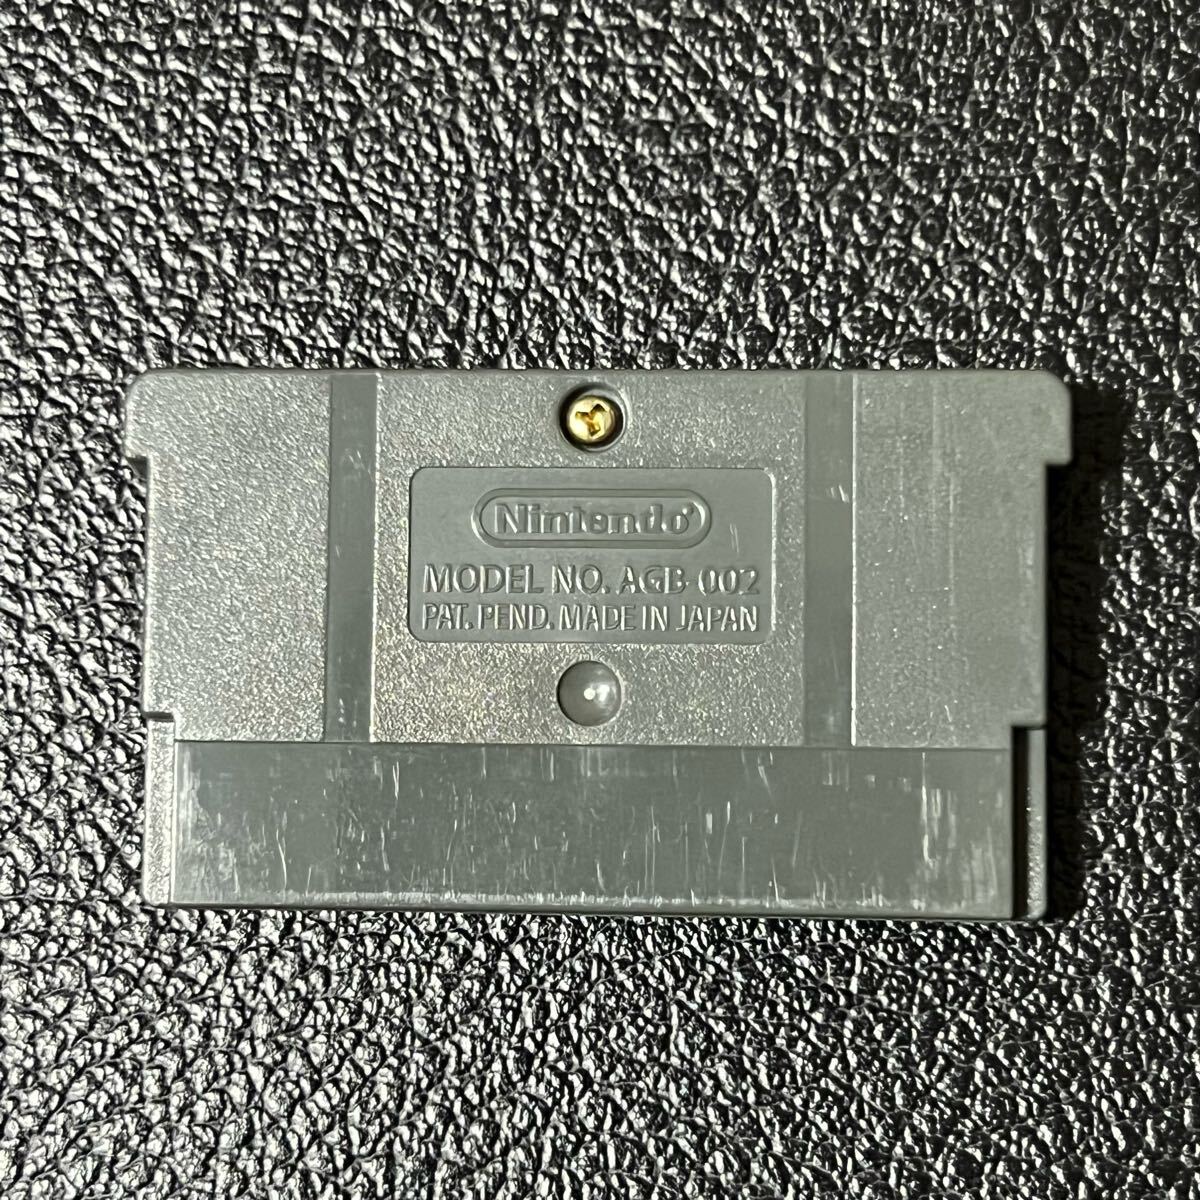 Nintendo
MODEL NO. AGB-002
PAT. PEND. MADE IN JAPAN